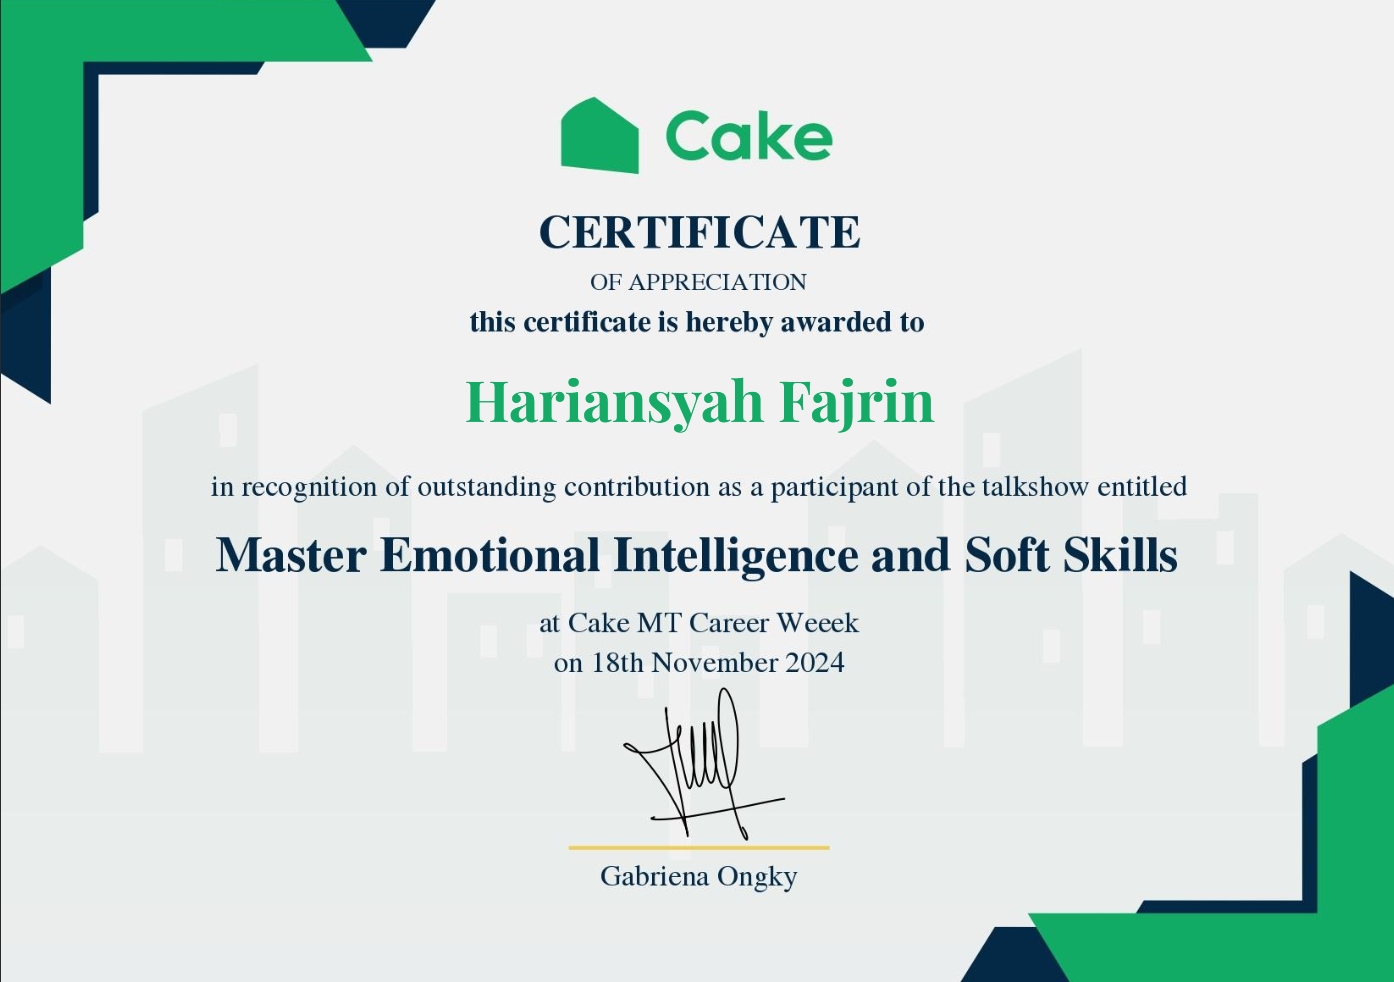 Cake
CERTIFICATE
OF APPRECIATION
this certificate is hereby awarded to
Hariansyah Fajrin
in recognition of outstanding contribution as a participant of the talkshow entitled
Master Emotional Intelligence and Soft Skills
at Cake MT Career Weeek
on 18th November 2024
Gabriena Ongky